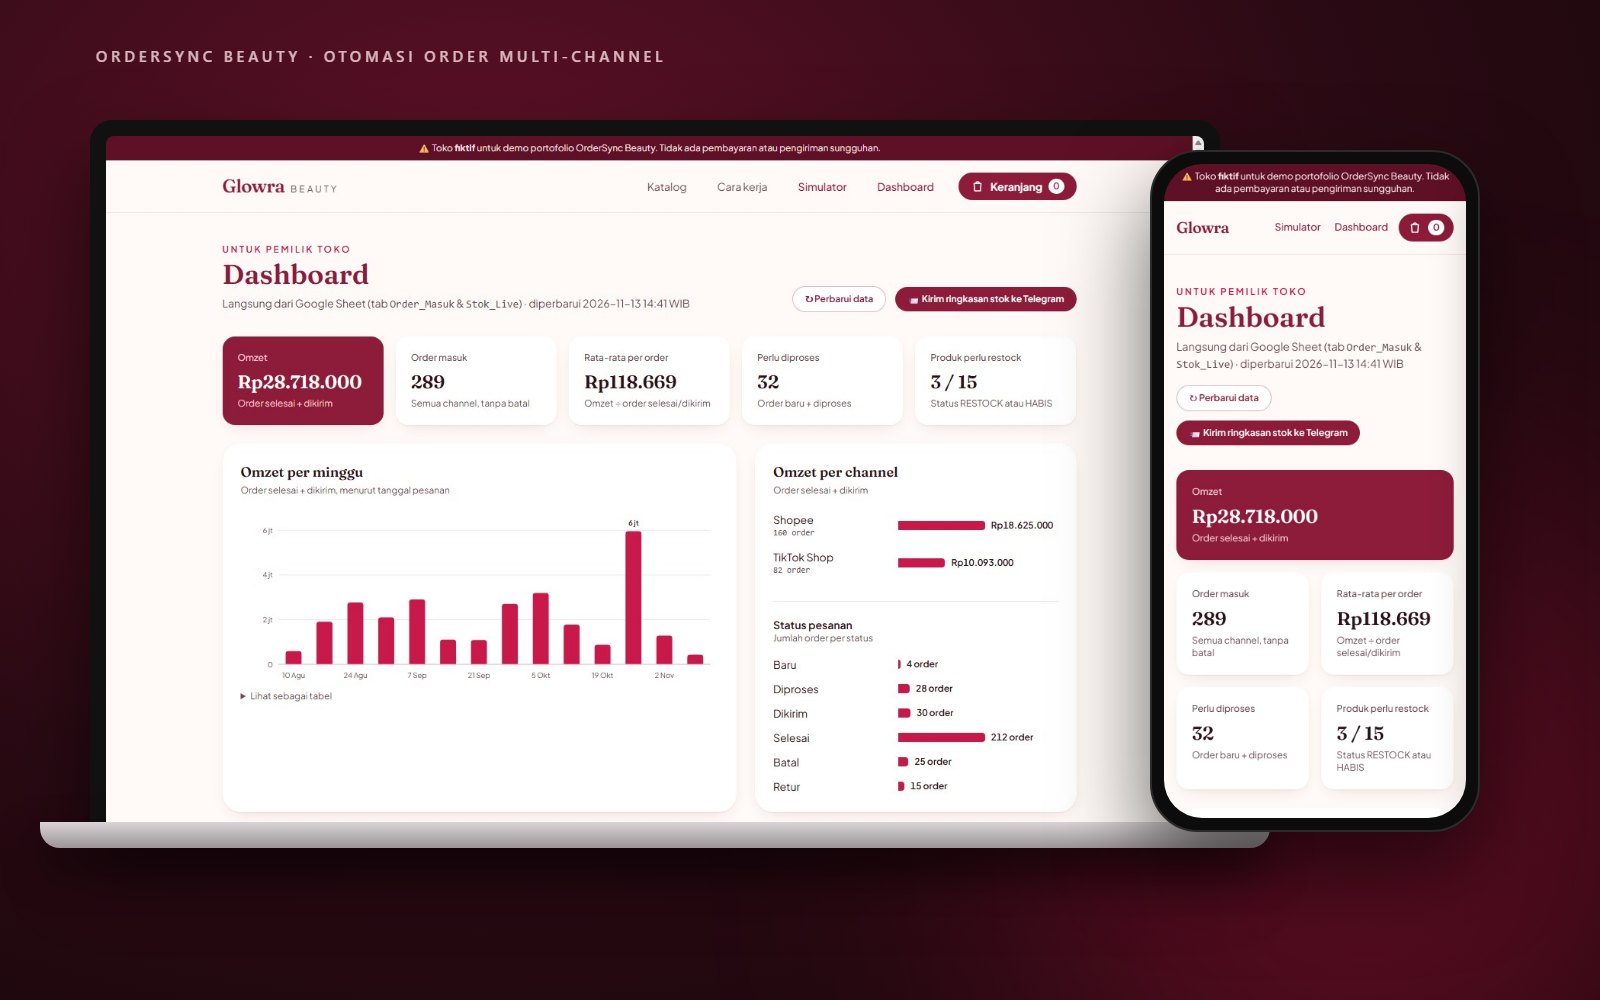 ORDERSYNC BEAUTY · OTOMASI ORDER MULTI-CHANNEL
⚠ Toko fiktif untuk demo portofolio OrderSync Beauty. Tidak ada pembayaran atau pengiriman sungguhan.
Glowra BEAUTY
Katalog Cara kerja Simulator Dashboard Keranjang 0
UNTUK PEMILIK TOKO
Dashboard
Langsung dari Google Sheet (tab Order_Masuk & Stok_Live) · diperbarui 2026-11-13 14:41 WIB
↻ Perbarui data
Kirim ringkasan stok ke Telegram
Omzet
Rp28.718.000
Order selesai + dikirim
Order masuk
289
Semua channel, tanpa batal
Rata-rata per order
Rp118.669
Omzet ÷ order selesai/dikirim
Perlu diproses
32
Order baru + diproses
Produk perlu restock
3 / 15
Status RESTOCK atau HABIS
Omzet per minggu
Order selesai + dikirim, menurut tanggal pesanan
6jt
6jt
4jt
2jt
0
10 Agu 24 Agu 7 Sep 21 Sep 5 Okt 19 Okt 2 Nov
▶ Lihat sebagai tabel
Omzet per channel
Order selesai + dikirim
Shopee
160 order
Rp18.625.000
TikTok Shop
82 order
Rp10.093.000
Status pesanan
Jumlah order per status
Baru 4 order
Diproses 28 order
Dikirim 30 order
Selesai 212 order
Batal 25 order
Retur 15 order
⚠ Toko fiktif untuk demo portofolio OrderSync Beauty. Tidak
ada pembayaran atau pengiriman sungguhan.
Glowra Simulator Dashboard 0
UNTUK PEMILIK TOKO
Dashboard
Langsung dari Google Sheet (tab Order_Masuk &
Stok_Live) · diperbarui 2026-11-13 14:41 WIB
↻ Perbarui data
Kirim ringkasan stok ke Telegram
Omzet
Rp28.718.000
Order selesai + dikirim
Order masuk
289
Semua channel, tanpa
batal
Rata-rata per order
Rp118.669
Omzet ÷ order
selesai/dikirim
Perlu diproses
32
Order baru + diproses
Produk perlu restock
3 / 15
Status RESTOCK atau
HABIS